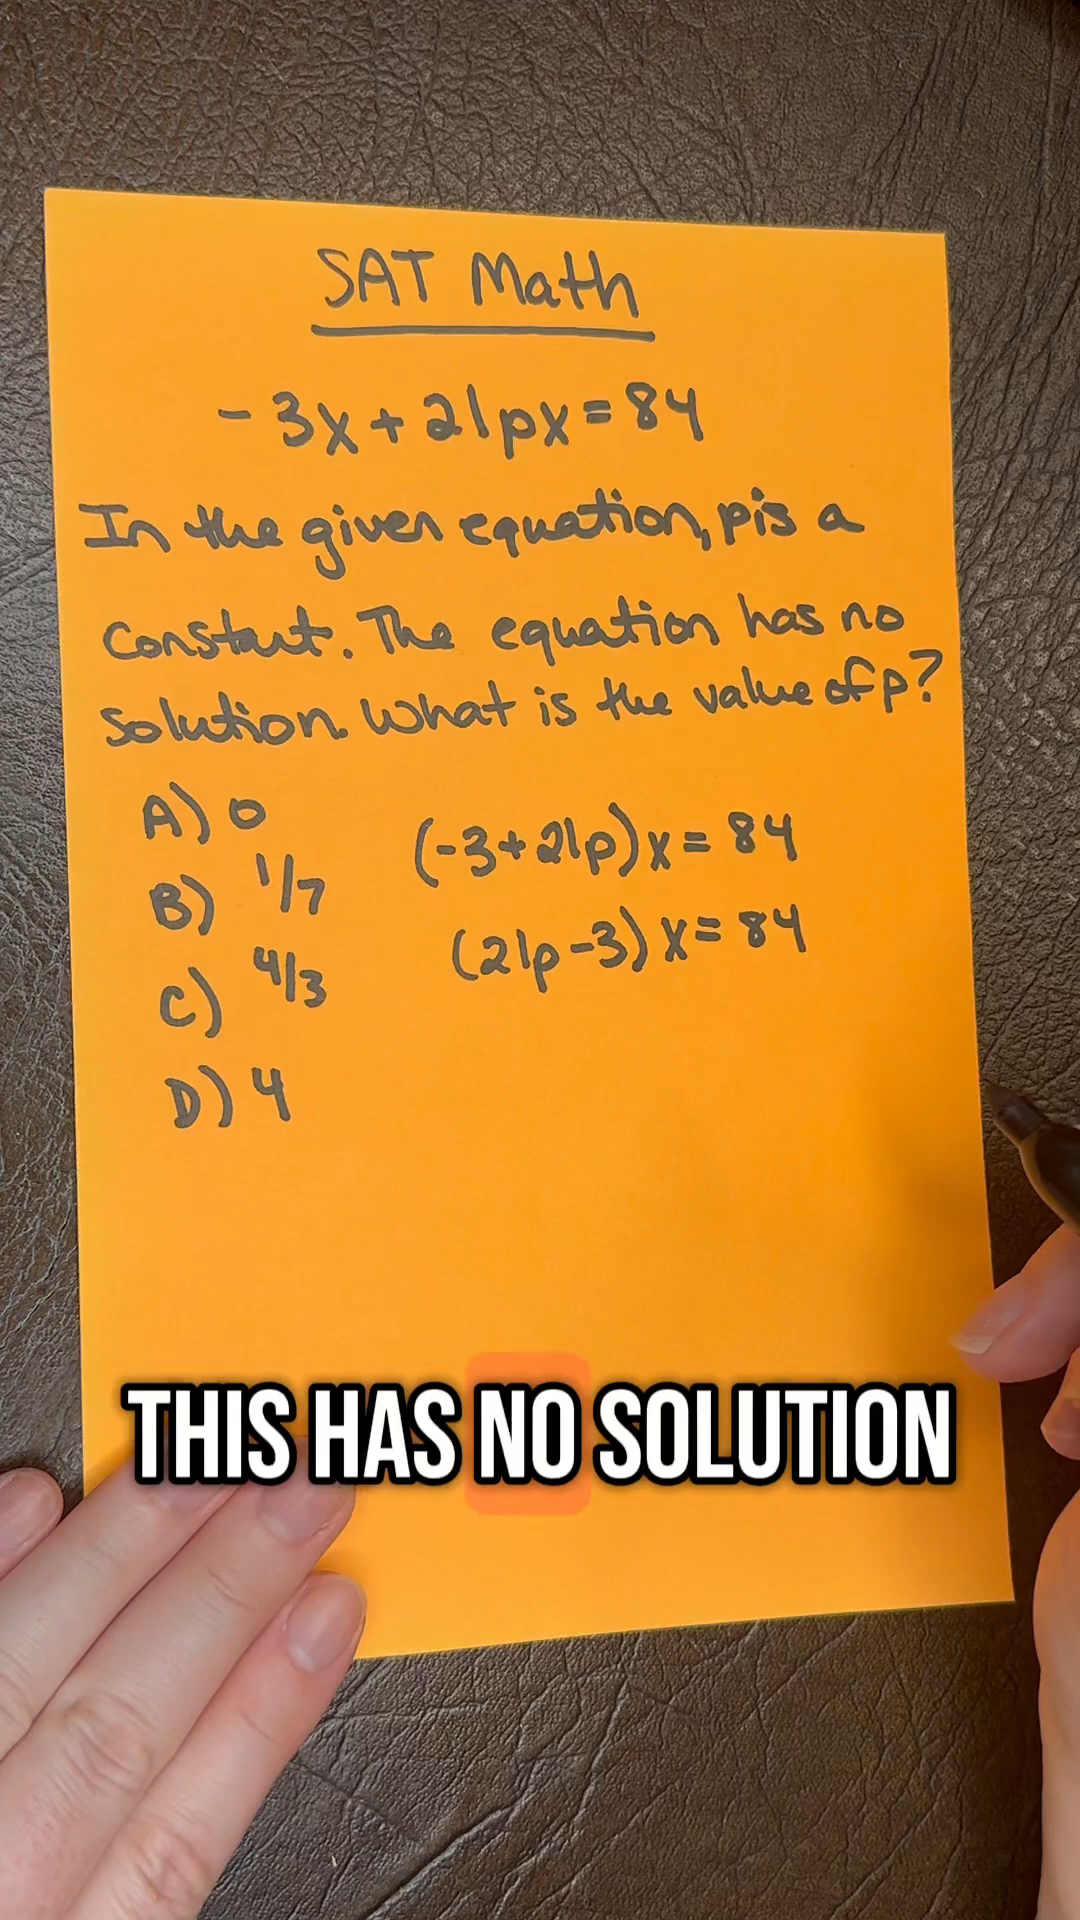 SAT Math
-3x+21px=84
In the given equation, p is a
constant. The equation has no
solution. What is the value of p?
A) 0
B) 1/7
C) 4/3
D) 4
(-3+21p)x=84
(21p-3)x=84
THIS HAS NO SOLUTION